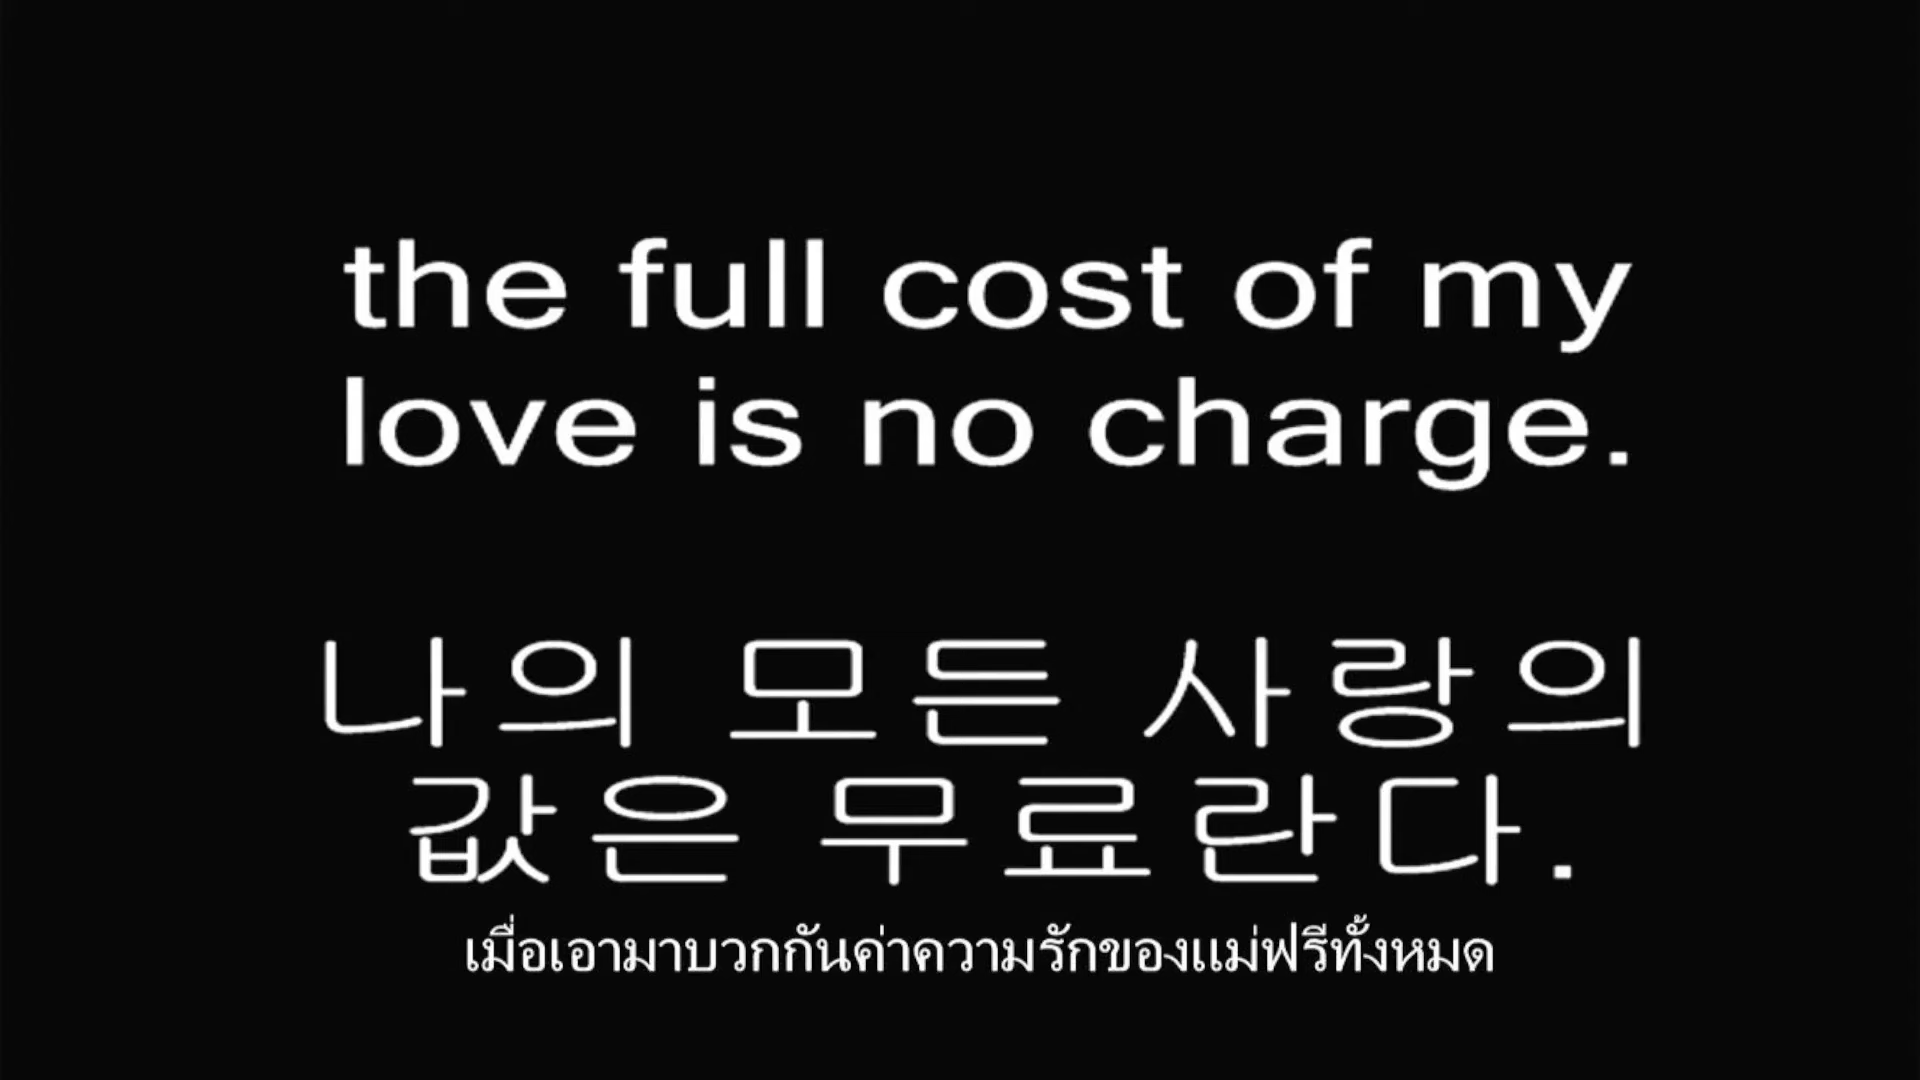 the full cost of my
love is no charge.
나의 모든 사랑의
값은 무료란다.
เมื่อเอามาบวกกันค่าความรักของแม่ฟรีทั้งหมด